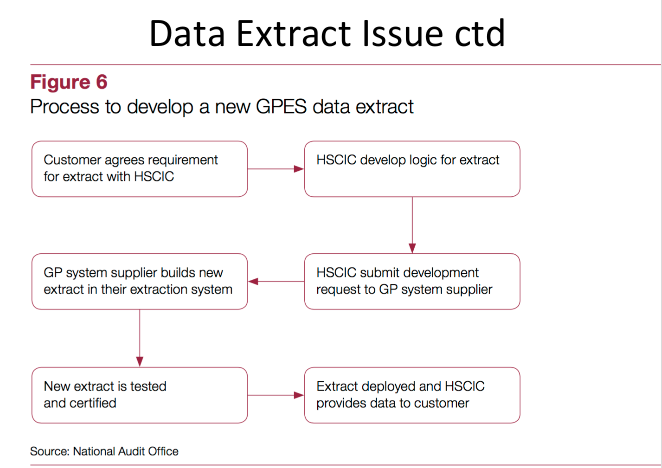 Data Extract Issue ctd
Figure 6
Process to develop a new GPES data extract
Customer agrees requirement
for extract with HSCIC
HSCIC develop logic for extract
GP system supplier builds new
extract in their extraction system
HSCIC submit development
request to GP system supplier
New extract is tested
and certified
Extract deployed and HSCIC
provides data to customer
Source: National Audit Office